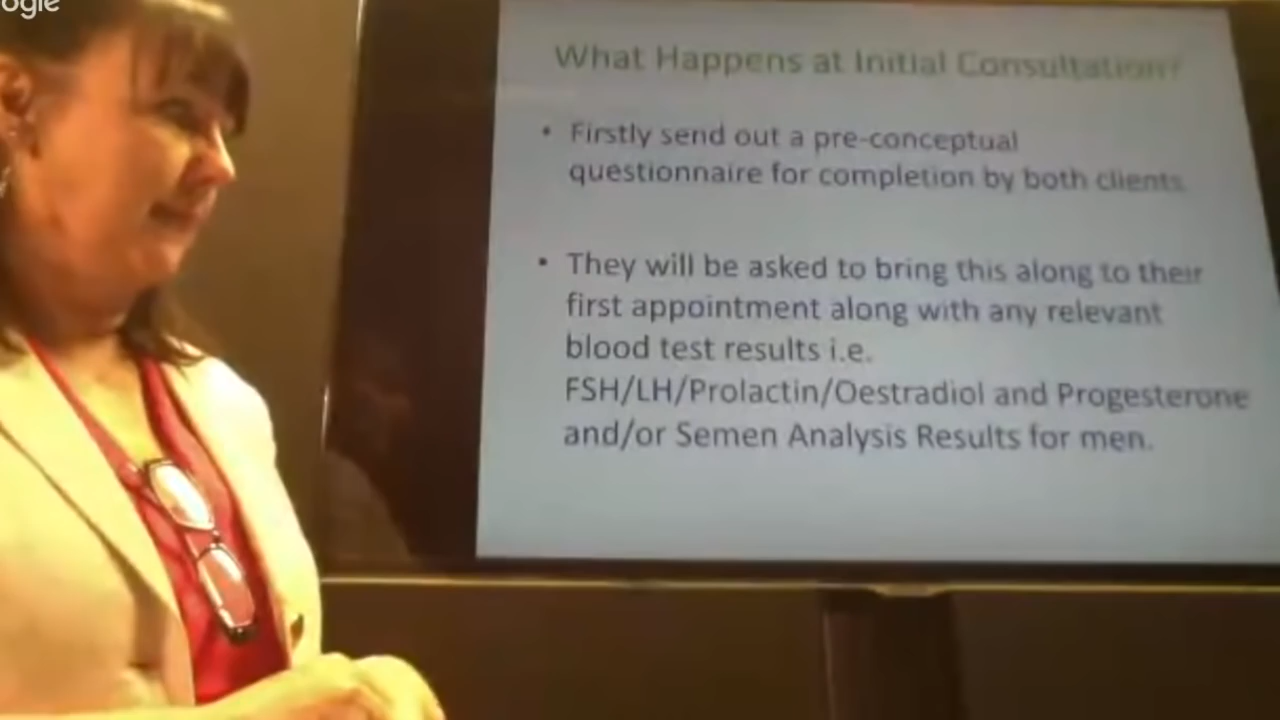 ogle
What Happens at Initial Consultation?
• Firstly send out a pre-conceptual
questionnaire for completion by both clients
• They will be asked to bring this along to their
first appointment along with any relevant
blood test results i.e.
FSH/LH/Prolactin/Oestradiol and Progesterone
and/or Semen Analysis Results for men.